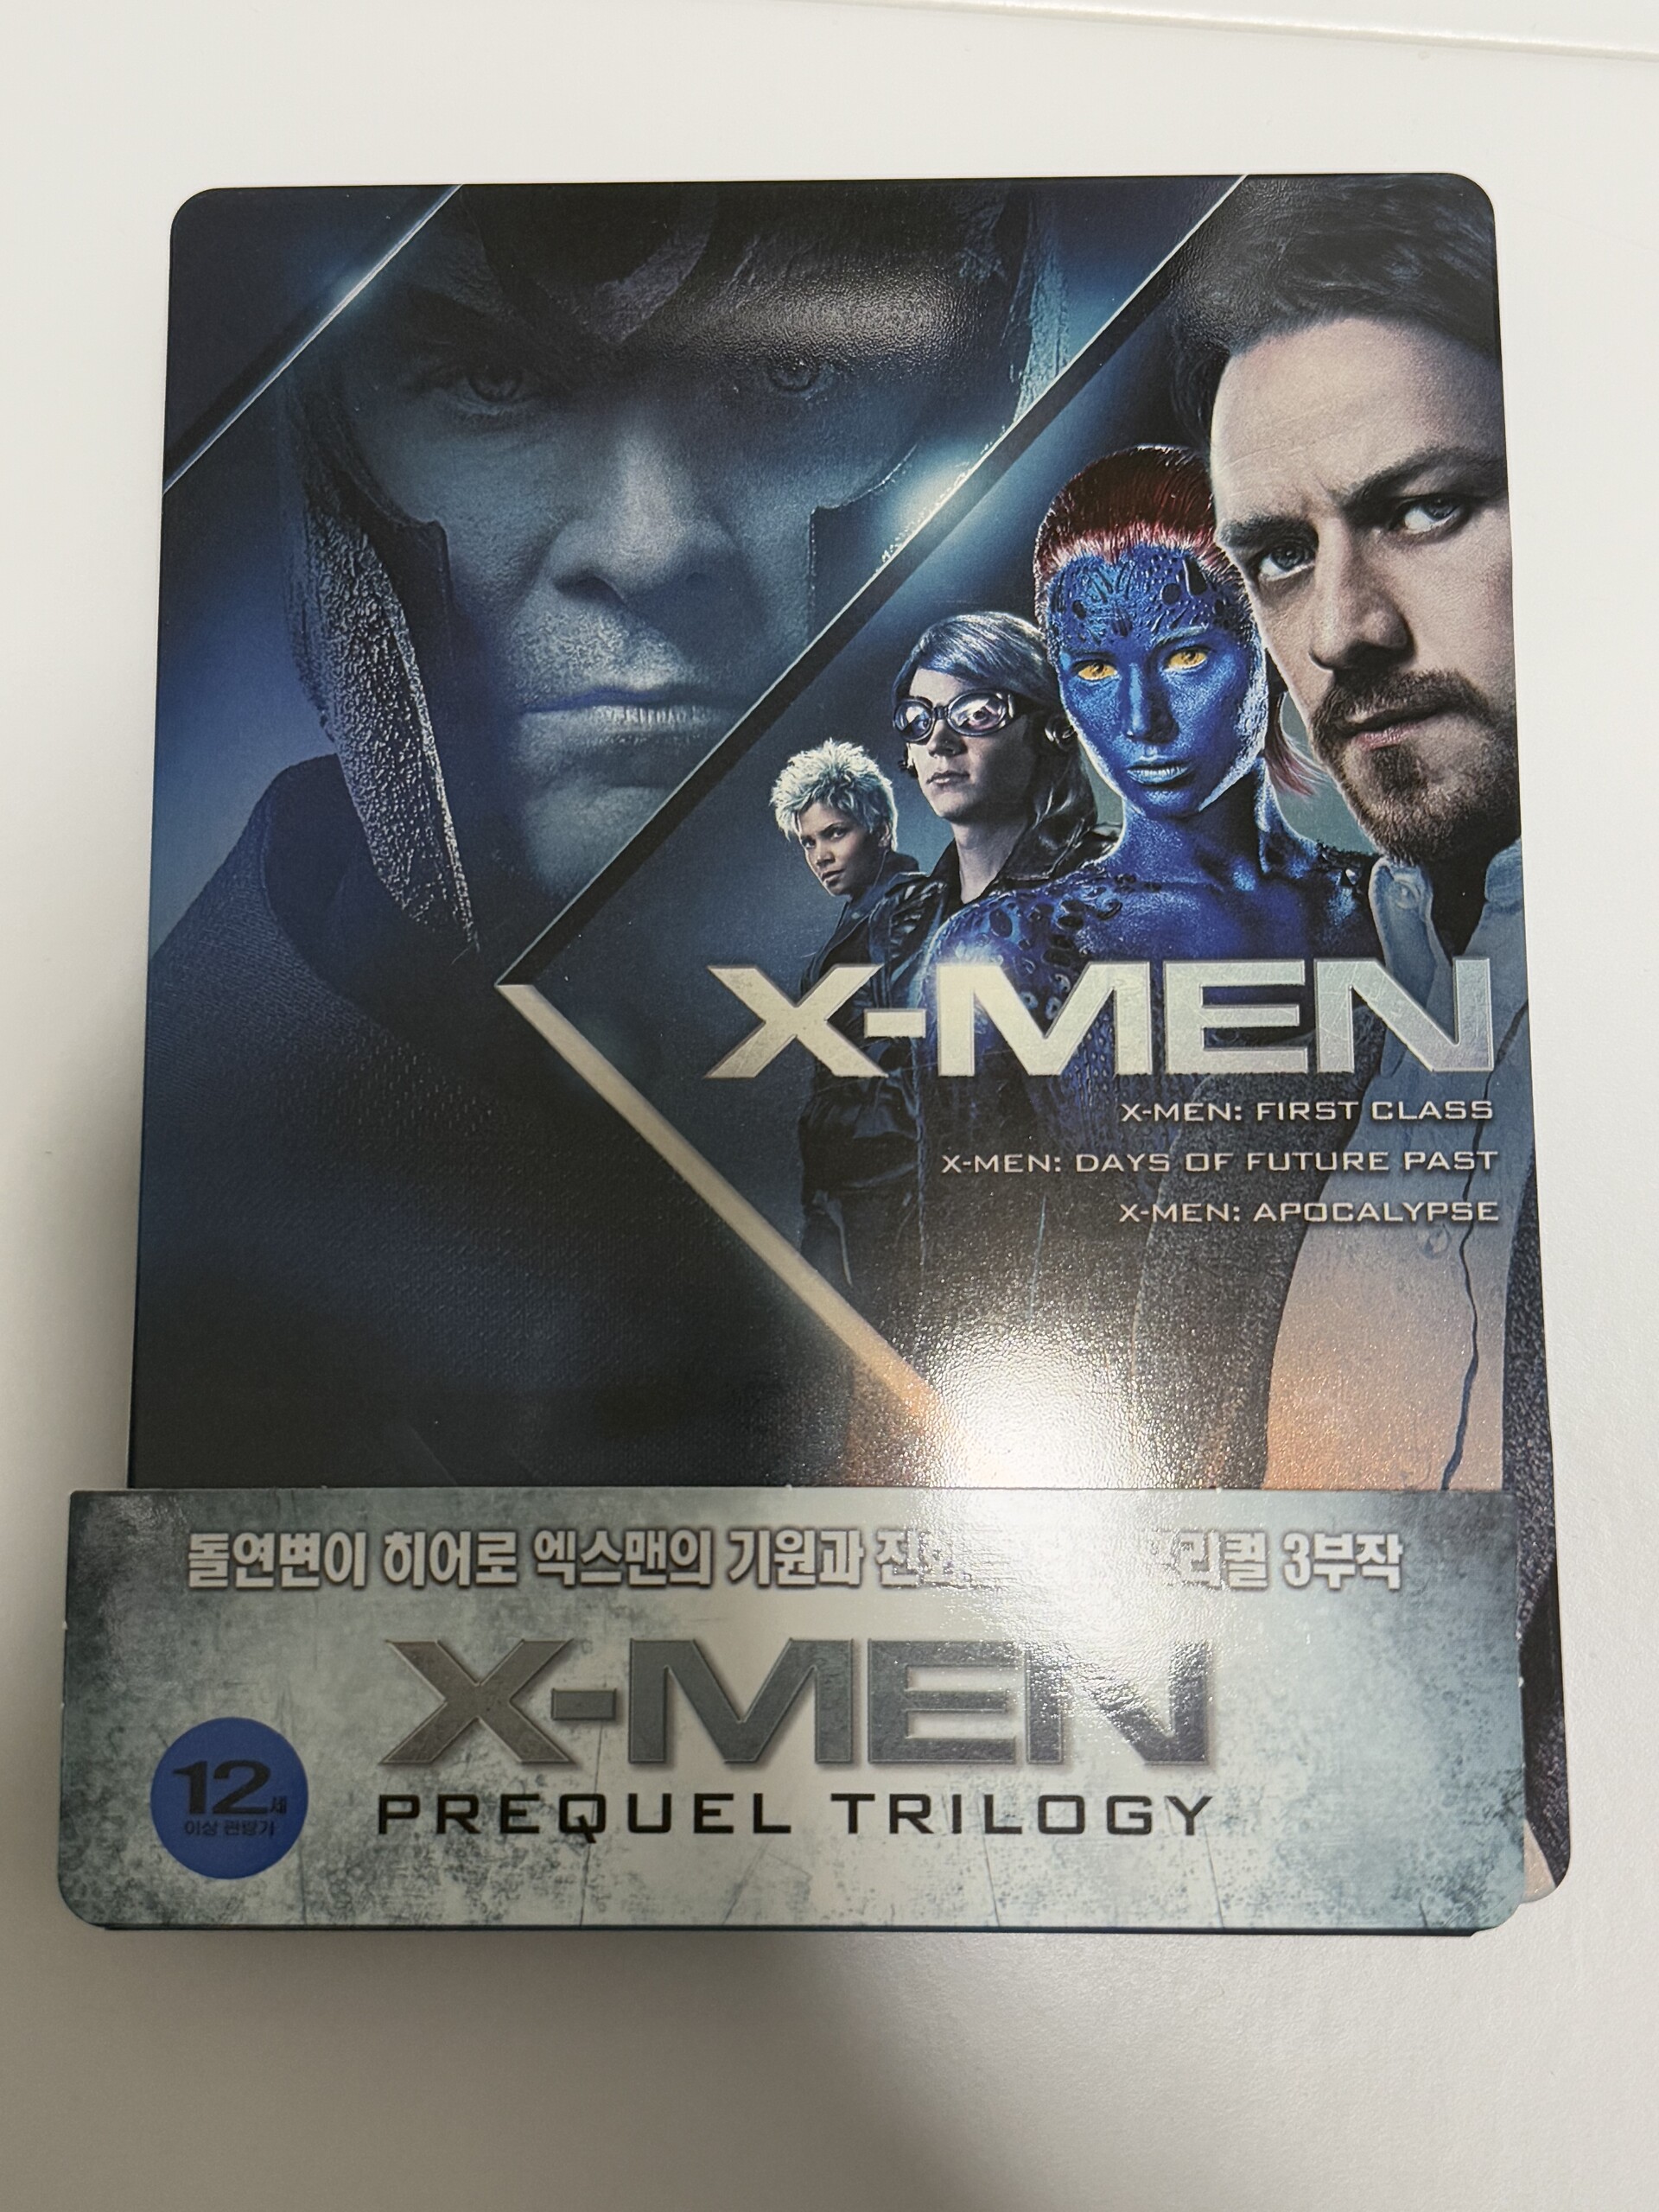 X-MEN
X-MEN: FIRST CLASS
X-MEN: DAYS OF FUTURE PAST
X-MEN: APOCALYPSE
돌연변이 히어로 엑스맨의 기원과 3부작
X-MEN
PREQUEL TRILOGY
12세
이상 관람가